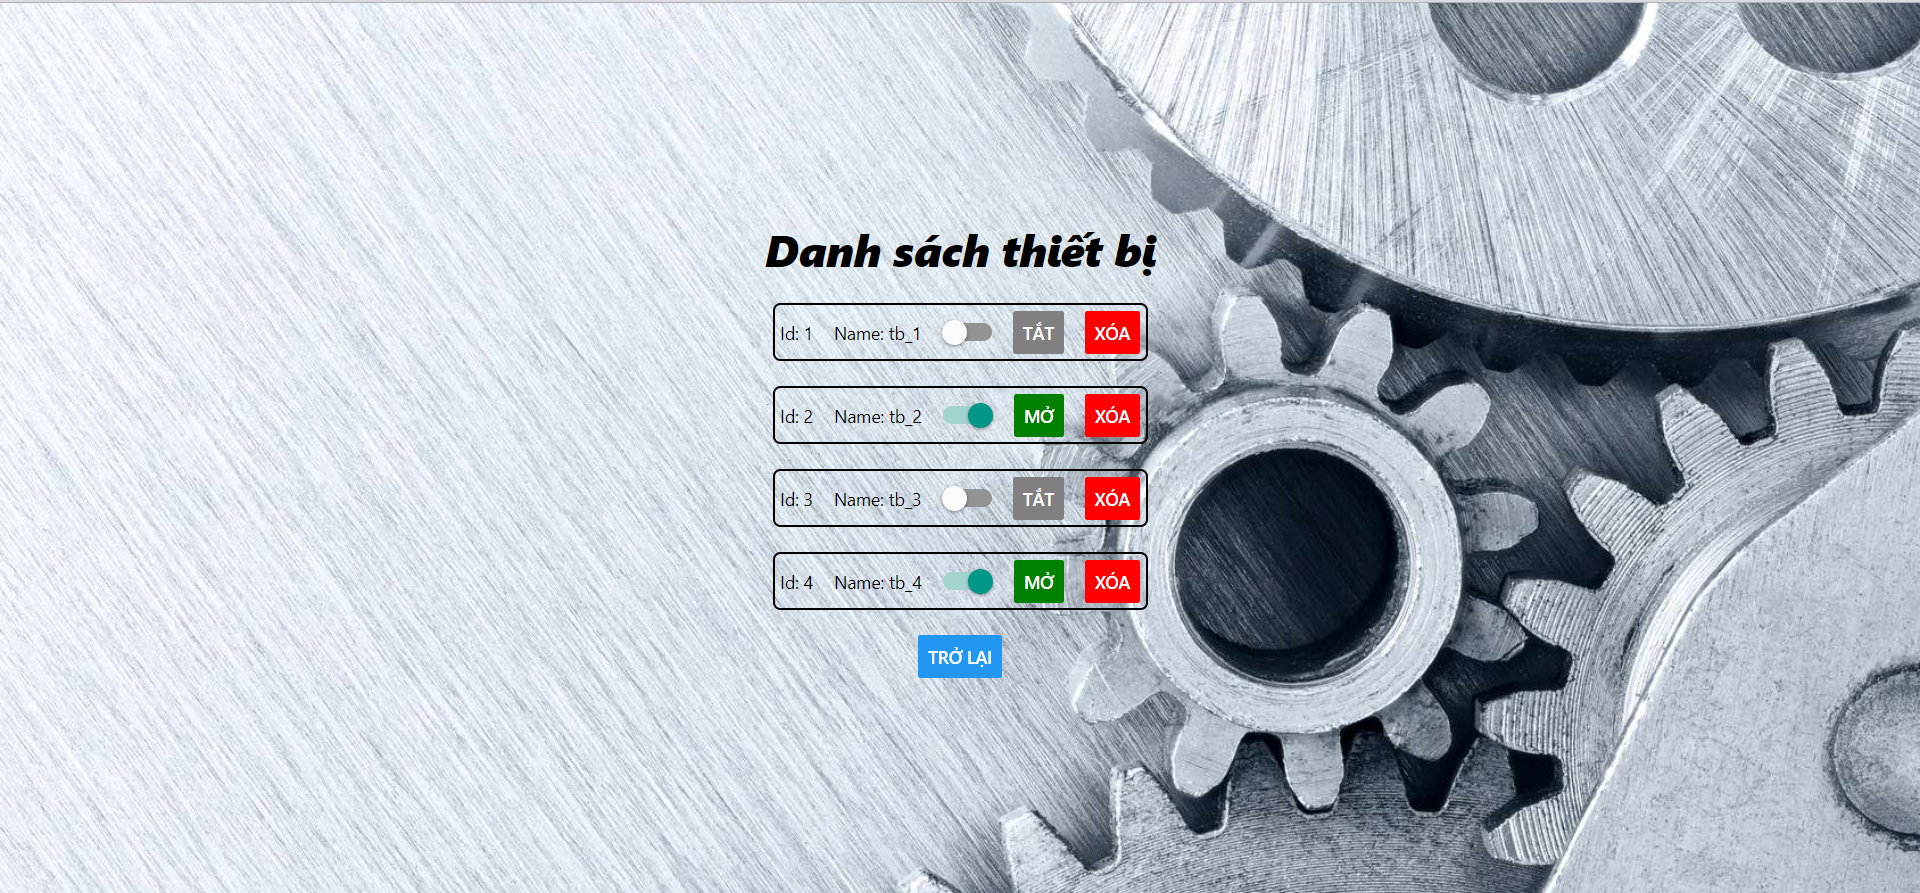 Danh sách thiết bị
Id: 1 Name: tb_1 TẮT XÓA
Id: 2 Name: tb_2 MỞ XÓA
Id: 3 Name: tb_3 TẮT XÓA
Id: 4 Name: tb_4 MỞ XÓA
TRỞ LẠI